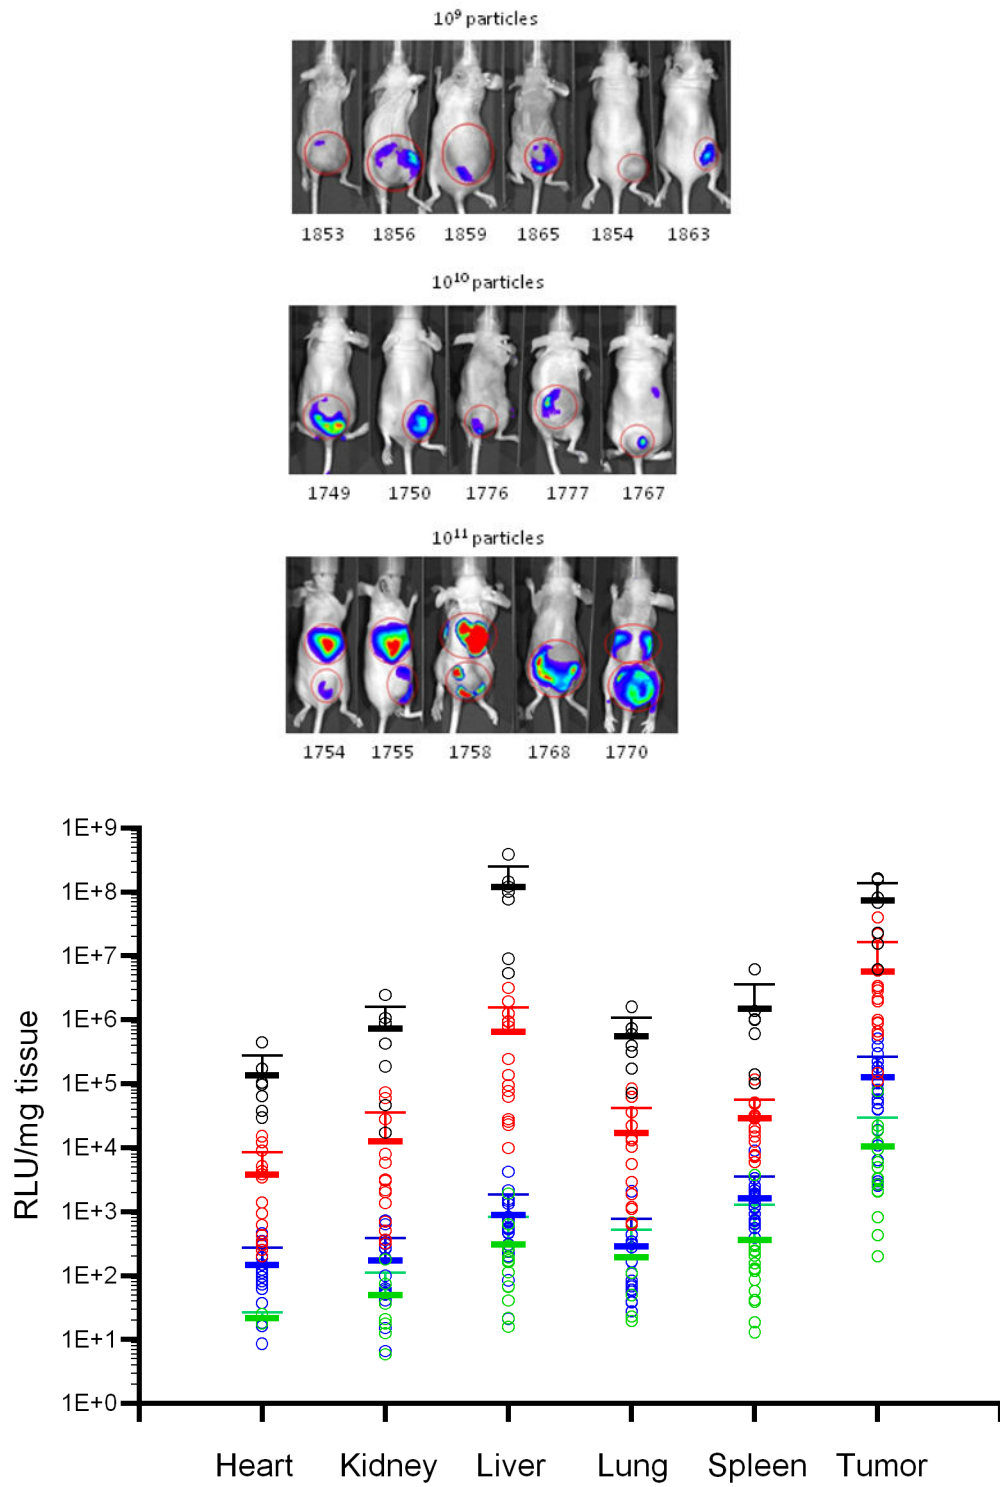 10⁹ particles
1853 1856 1859 1865 1854 1863
10¹⁰ particles
1749 1750 1776 1777 1767
10¹¹ particles
1754 1755 1758 1768 1770
1E+9
1E+8
1E+7
1E+6
1E+5
1E+4
1E+3
1E+2
1E+1
1E+0
RLU/mg tissue
Heart Kidney Liver Lung Spleen Tumor